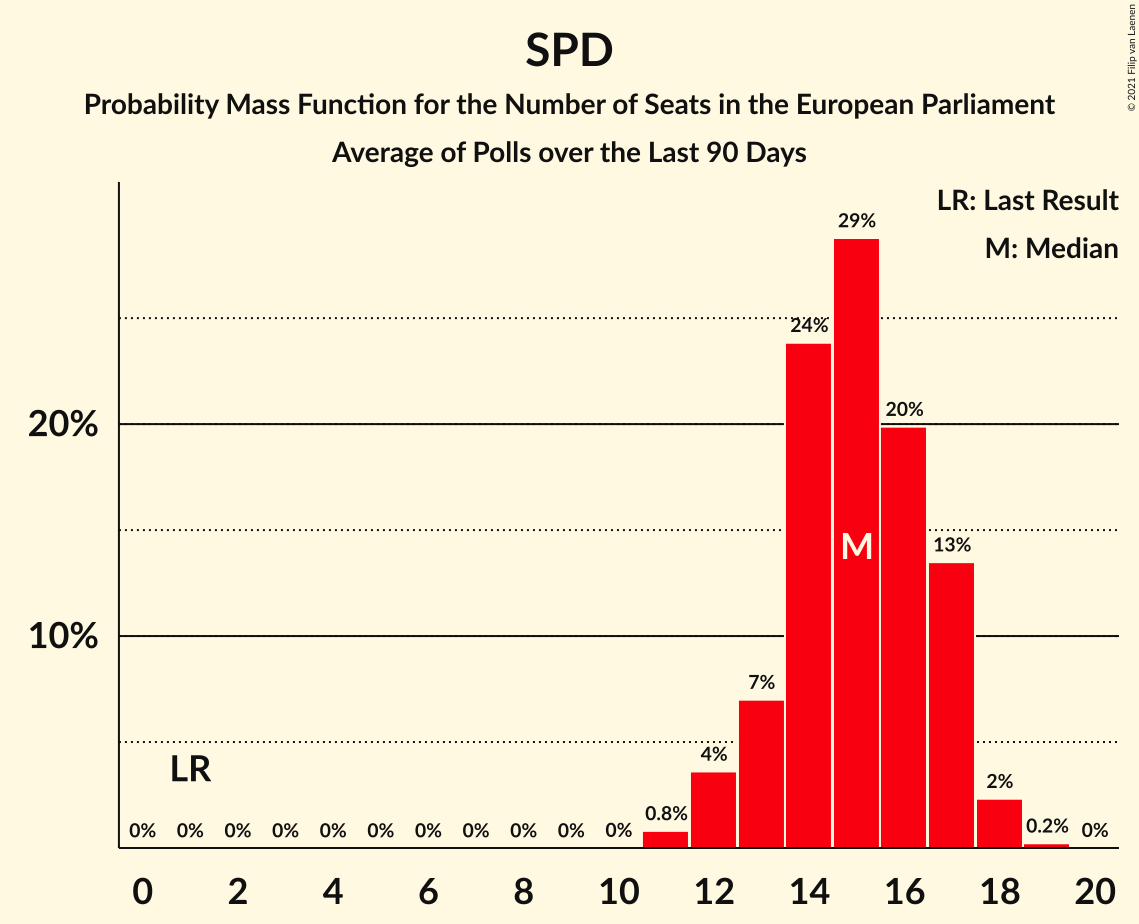 SPD
Probability Mass Function for the Number of Seats in the European Parliament
Average of Polls over the Last 90 Days
© 2021 Filip van Laenen
LR: Last Result
M: Median
29%
24%
20%
20%
13%
M
10%
7%
4%
LR
2%
0% 0% 0% 0% 0% 0% 0% 0% 0% 0% 0% 0.8% 0.2% 0%
0 2 4 6 8 10 12 14 16 18 20